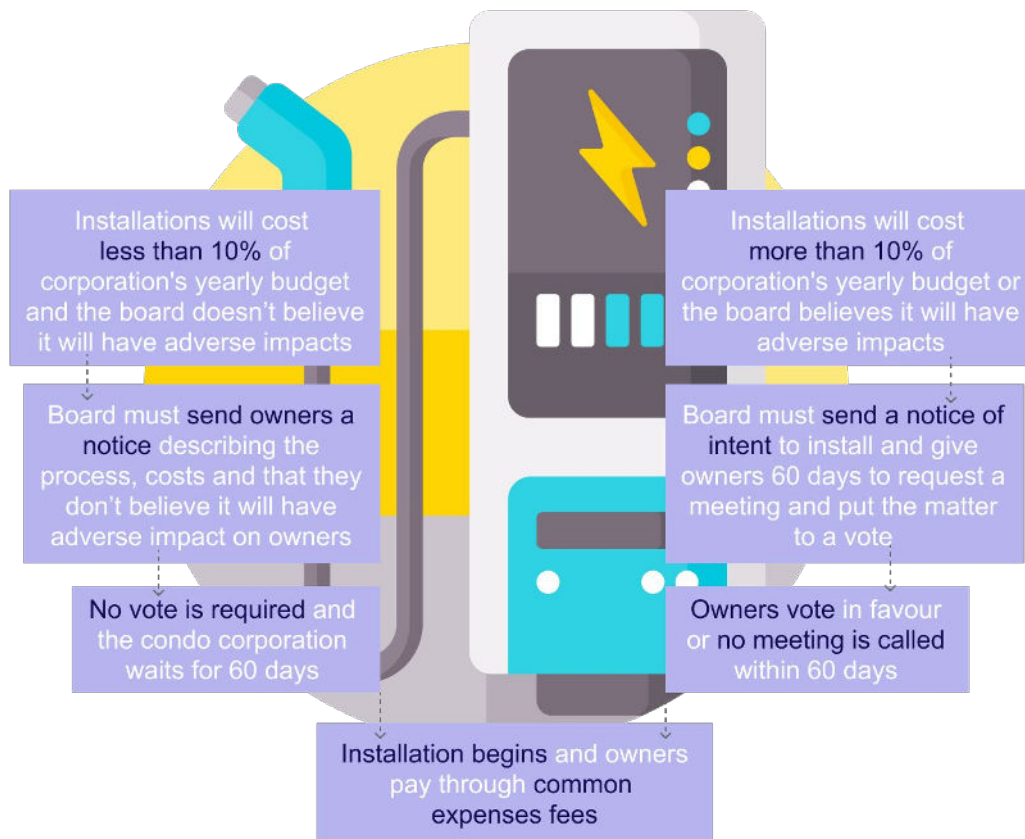 Installations will cost
less than 10% of
corporation's yearly budget
and the board doesn't believe
it will have adverse impacts
Board must send owners a
notice describing the
process, costs and that they
don't believe it will have
adverse impact on owners
No vote is required and
the condo corporation
waits for 60 days
Installations will cost
more than 10% of
corporation's yearly budget or
the board believes it will have
adverse impacts
Board must send a notice of
intent to install and give
owners 60 days to request a
meeting and put the matter
to a vote
Owners vote in favour
or no meeting is called
within 60 days
Installation begins and owners
pay through common
expenses fees